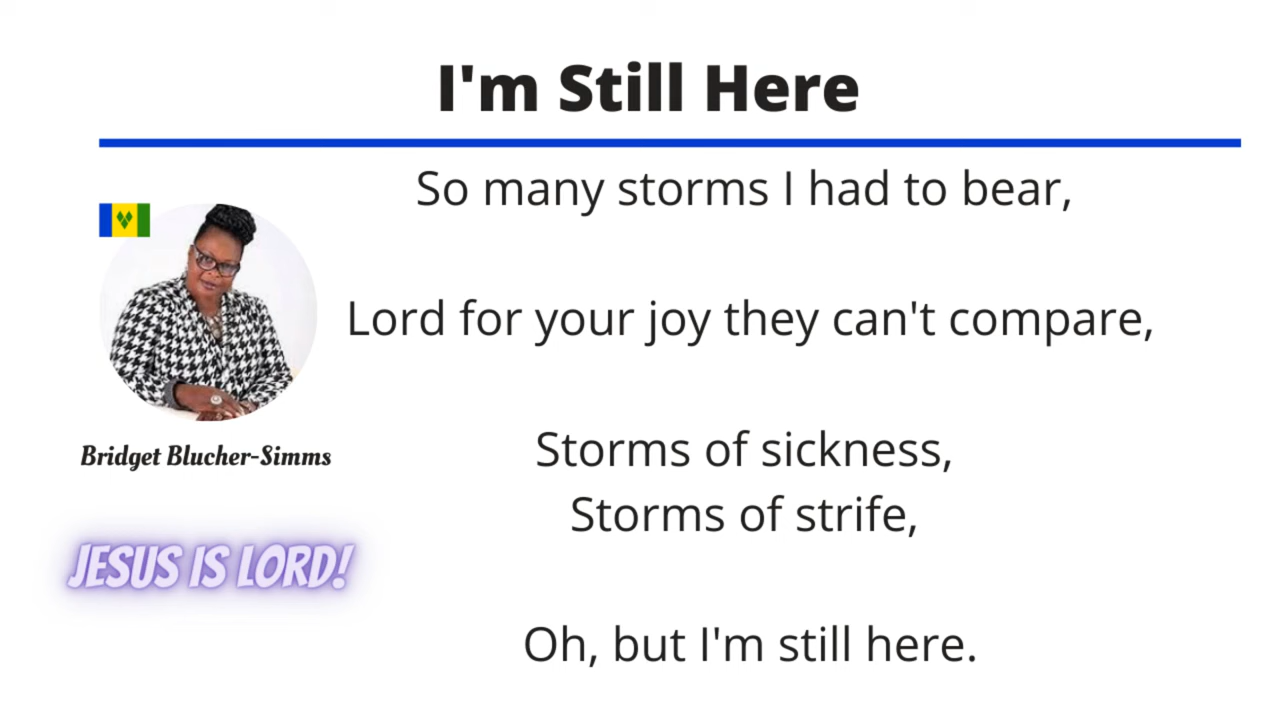 I'm Still Here
So many storms I had to bear,
Lord for your joy they can't compare,
Storms of sickness,
Storms of strife,
Oh, but I'm still here.
Bridget Blucher-Simms
JESUS IS LORD!